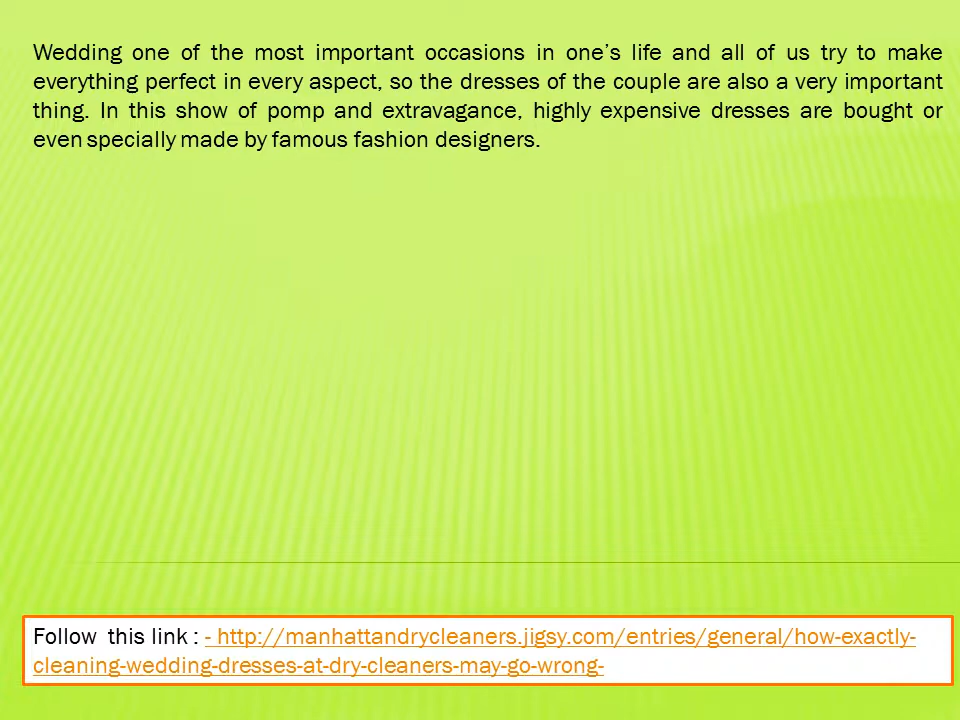 Wedding one of the most important occasions in one’s life and all of us try to make
everything perfect in every aspect, so the dresses of the couple are also a very important
thing. In this show of pomp and extravagance, highly expensive dresses are bought or
even specially made by famous fashion designers.
Follow  this link : - http://manhattandrycleaners.jigsy.com/entries/general/how-exactly-
cleaning-wedding-dresses-at-dry-cleaners-may-go-wrong-